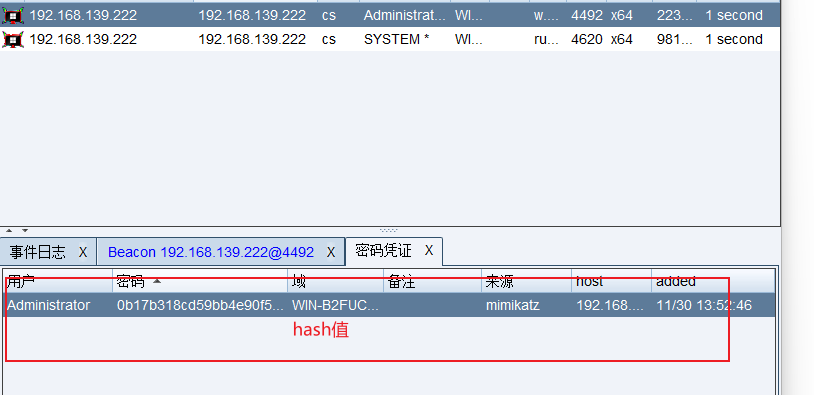 192.168.139.222 192.168.139.222 cs Administrat... WI... w.... 4492 x64 223... 1 second
192.168.139.222 192.168.139.222 cs SYSTEM * WI... ru... 4620 x64 981... 1 second
事件日志 X Beacon 192.168.139.222@4492 X 密码凭证 X
用户 密码 域 备注 来源 host added
Administrator 0b17b318cd59bb4e90f5... WIN-B2FUC... mimikatz 192.168.... 11/30 13:52:46
hash值